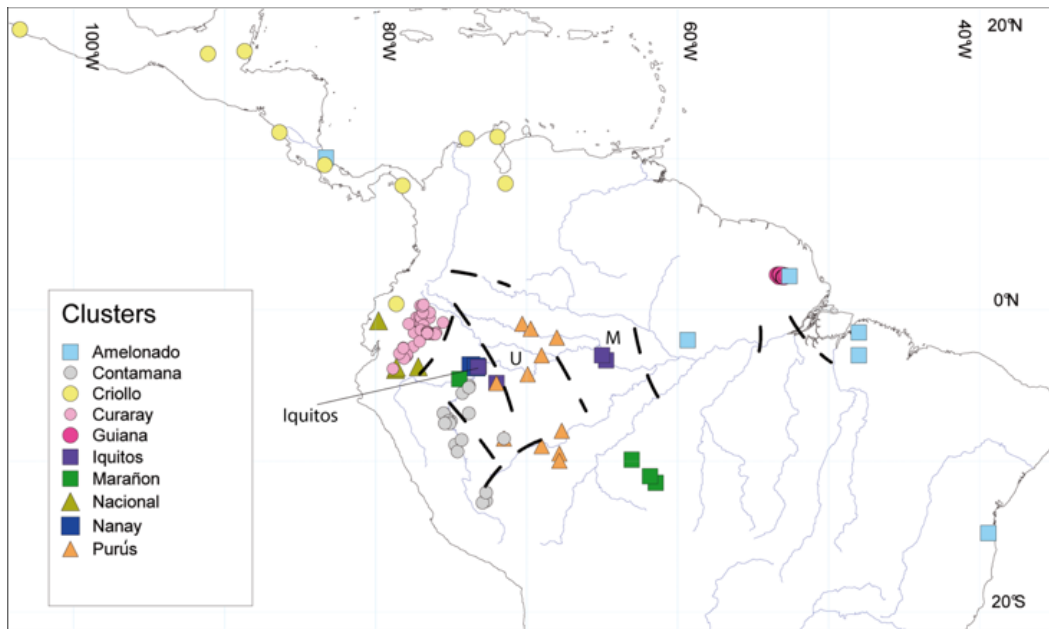 100°W
80°W
60°W
40°W
20°N
0°N
M
U
Iquitos
20°S
Clusters
Amelonado
Contamana
Criollo
Curaray
Guiana
Iquitos
Marañon
Nacional
Nanay
Purús